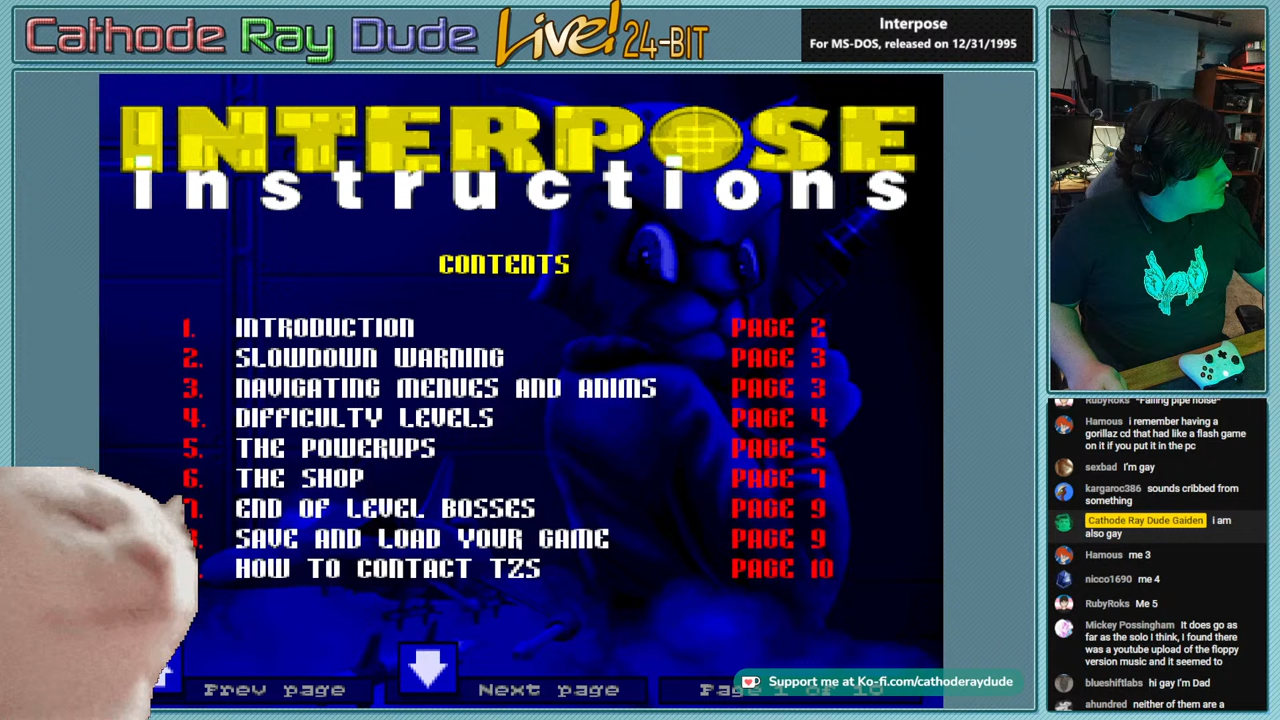 Cathode Ray Dude Live! 24-BIT
Interpose
For MS-DOS, released on 12/31/1995
INTERPOSE
instructions
CONTENTS
1. INTRODUCTION PAGE 2
2. SLOWDOWN WARNING PAGE 3
3. NAVIGATING MENUES AND ANIMS PAGE 3
4. DIFFICULTY LEVELS PAGE 4
5. THE POWERUPS PAGE 5
6. THE SHOP PAGE 7
7. END OF LEVEL BOSSES PAGE 9
SAVE AND LOAD YOUR GAME PAGE 9
HOW TO CONTACT TZS PAGE 10
Prev page Next page Page 1 of 10
Support me at Ko-fi.com/cathoderaydude
RubyRoks *Falling pipe noise*
Hamous i remember having a
gorillaz cd that had like a flash game
on it if you put it in the pc
sexbad I'm gay
kargaroc386 sounds cribbed from
something
Cathode Ray Dude Gaiden i am
also gay
Hamous me 3
nicco1690 me 4
RubyRoks Me 5
Mickey Possingham It does go as
far as the solo I think, I found there
was a youtube upload of the floppy
version music and it seemed to
blueshiftlabs hi gay I'm Dad
ahundred neither of them are a